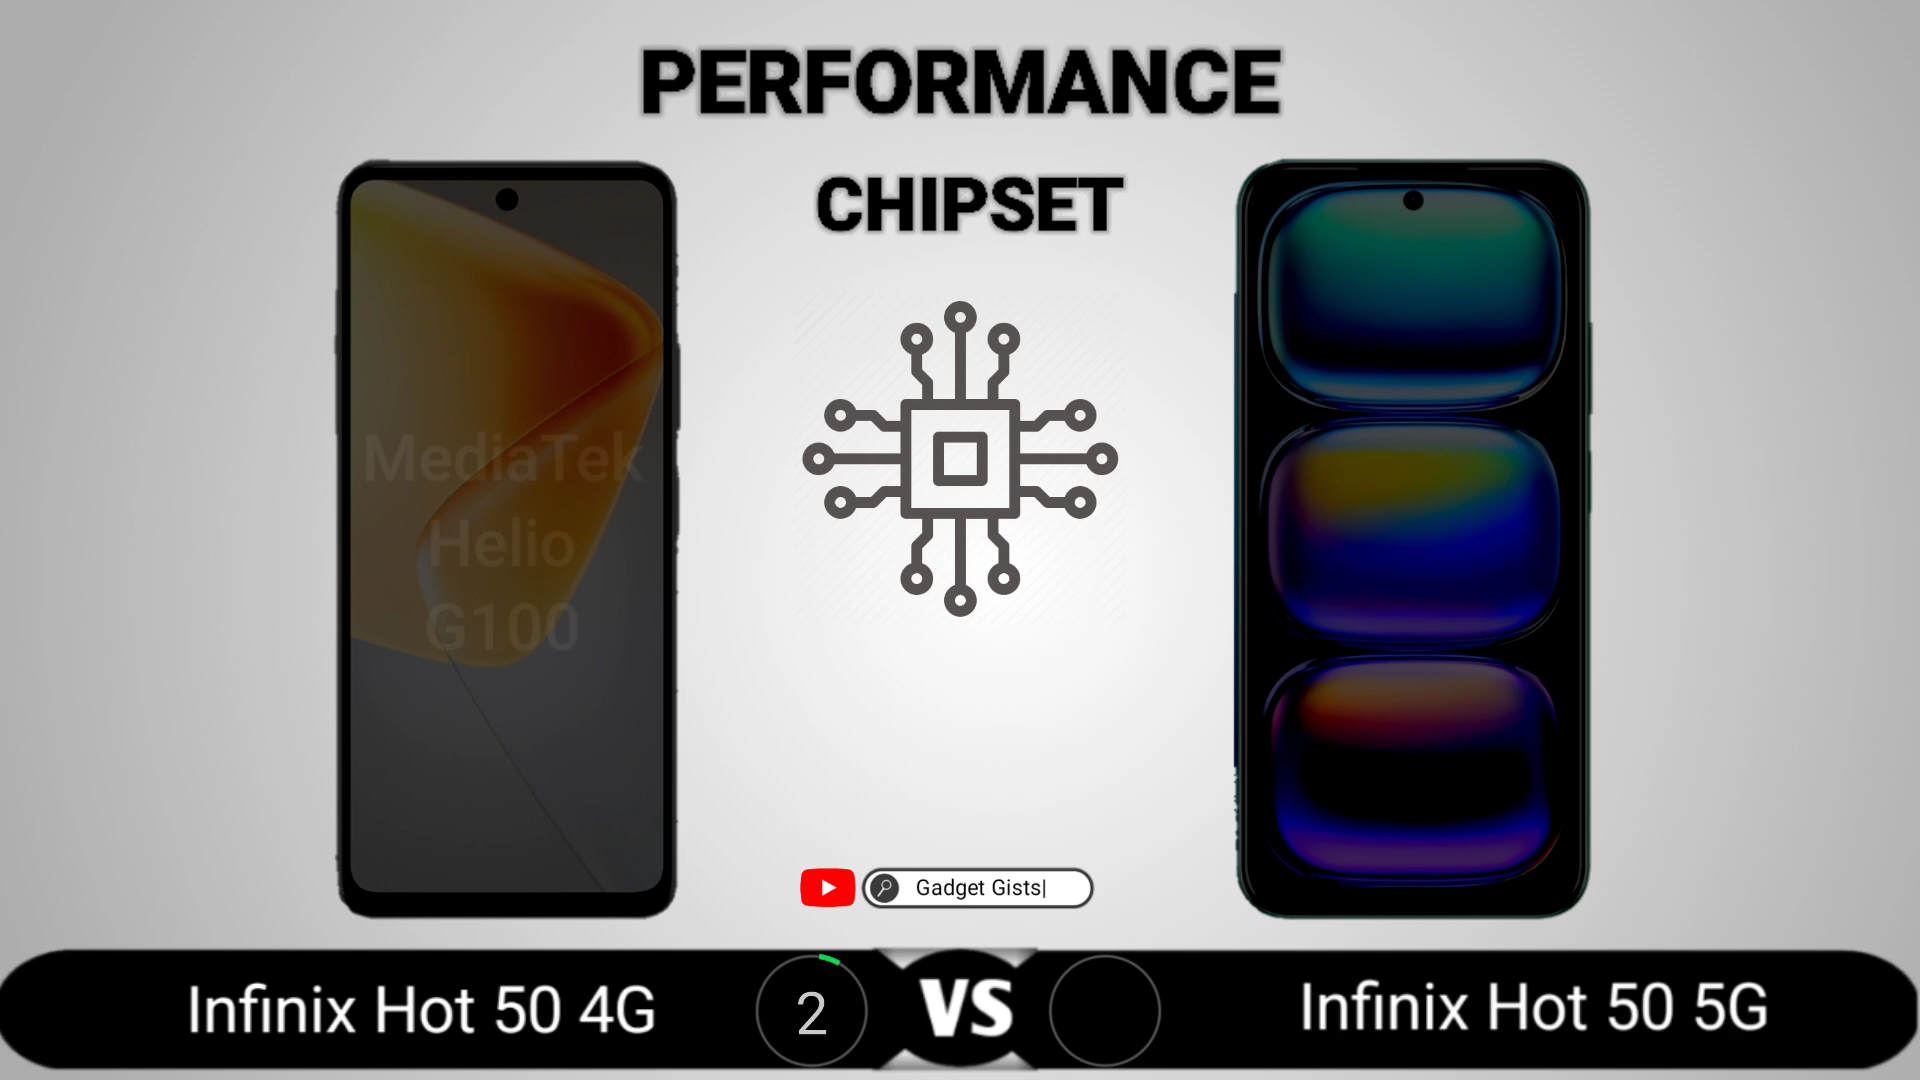 PERFORMANCE
CHIPSET
MediaTek
Helio
G100
Gadget Gists|
Infinix Hot 50 4G
2
VS
Infinix Hot 50 5G